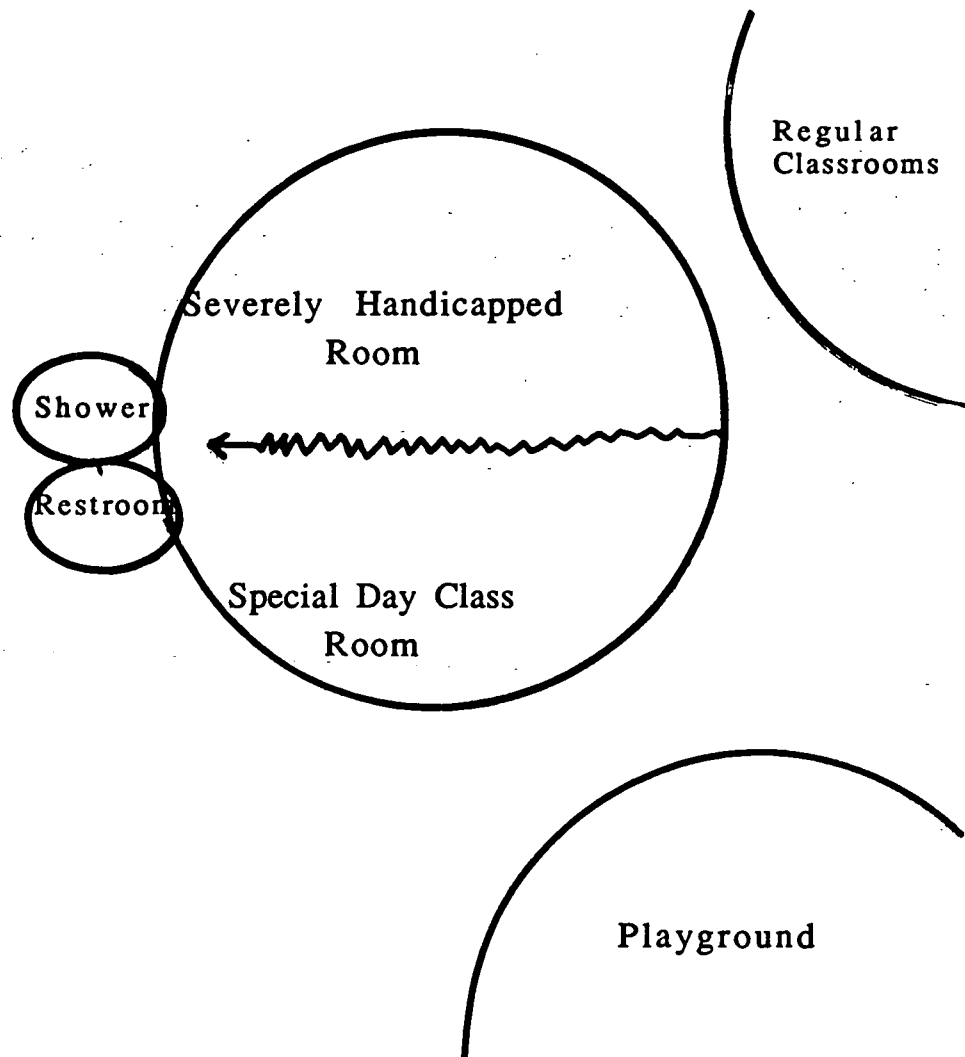 Regular
Classrooms
Severely Handicapped
Room
Shower
Restroom
Special Day Class
Room
Playground